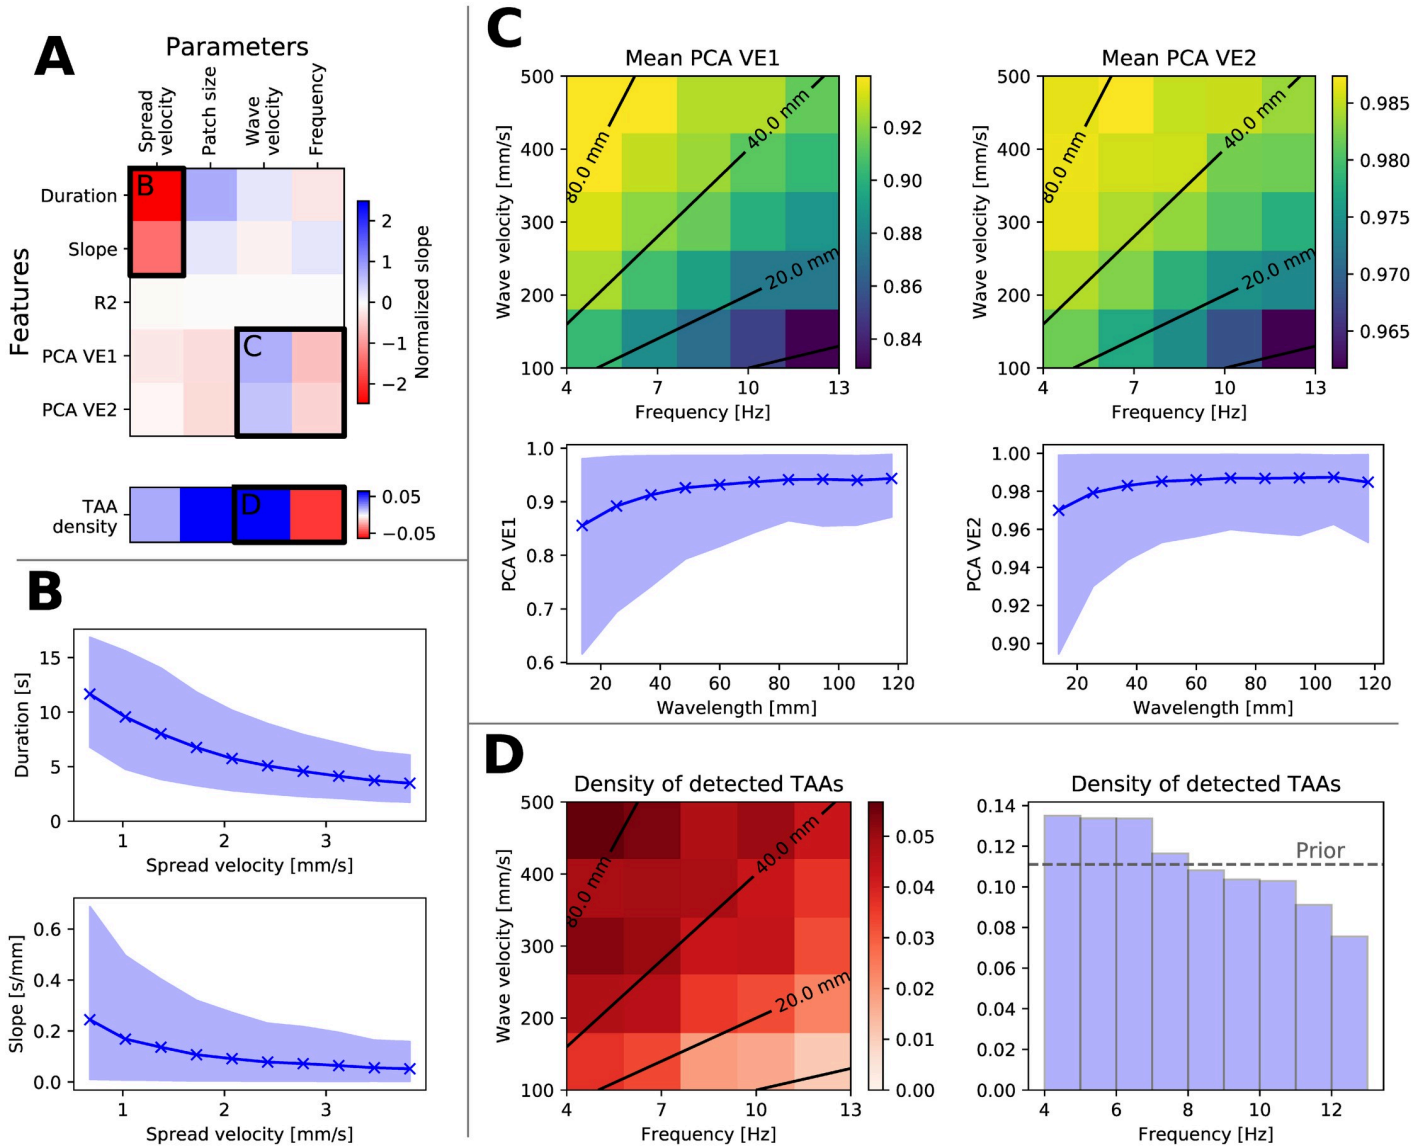 A
Parameters
Spread
velocity
Patch size
Wave
velocity
Frequency
Features
Duration
Slope
R2
PCA VE1
PCA VE2
B
C
2
1
0
−1
−2
Normalized slope
TAA
density
D
0.05
−0.05
B
Duration [s]
15
10
5
0
1
2
3
Spread velocity [mm/s]
Slope [s/mm]
0.6
0.4
0.2
0.0
1
2
3
Spread velocity [mm/s]
C
Mean PCA VE1
Wave velocity [mm/s]
500
400
300
200
100
80.0 mm
40.0 mm
20.0 mm
4
7
10
13
Frequency [Hz]
0.92
0.90
0.88
0.86
0.84
Mean PCA VE2
Wave velocity [mm/s]
500
400
300
200
100
80.0 mm
40.0 mm
20.0 mm
4
7
10
13
Frequency [Hz]
0.985
0.980
0.975
0.970
0.965
PCA VE1
1.0
0.9
0.8
0.7
0.6
20
40
60
80
100
120
Wavelength [mm]
PCA VE2
1.00
0.98
0.96
0.94
0.92
0.90
20
40
60
80
100
120
Wavelength [mm]
D
Density of detected TAAs
Wave velocity [mm/s]
500
400
300
200
100
80.0 mm
40.0 mm
20.0 mm
4
7
10
13
Frequency [Hz]
0.05
0.04
0.03
0.02
0.01
0.00
Density of detected TAAs
0.14
0.12
0.10
0.08
0.06
0.04
0.02
0.00
Prior
4
6
8
10
12
Frequency [Hz]